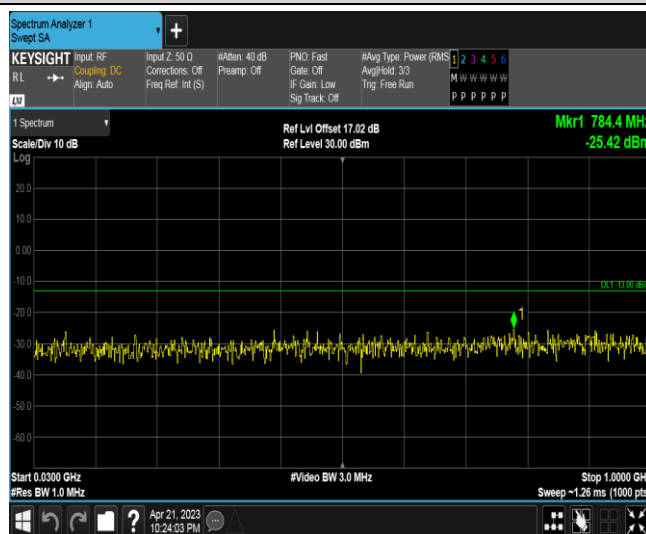 Spectrum Analyzer 1
Swept SA
+
KEYSIGHT
RL
LXI
Input: RF
Coupling: DC
Align: Auto
Input Z: 50 Ω
Corrections: Off
Freq Ref: Int (S)
#Atten: 40 dB
Preamp: Off
PNO: Fast
Gate: Off
IF Gain: Low
Sig Track: Off
#Avg Type: Power (RMS
Avg|Hold: 3/3
Trig: Free Run
1 2 3 4 5 6
M W W W W W
P P P P P P
1 Spectrum
Scale/Div 10 dB
Log
Ref Lvl Offset 17.02 dB
Ref Level 30.00 dBm
Mkr1 784.4 MHz
-25.42 dBm
20.0
10.0
0.00
-10.0
-20.0
-30.0
-40.0
-50.0
-60.0
DL1 -13.00 dBm
1
Start 0.0300 GHz
#Res BW 1.0 MHz
#Video BW 3.0 MHz
Stop 1.0000 GHz
Sweep ~1.26 ms (1000 pts)
?
Apr 21, 2023
10:24:03 PM